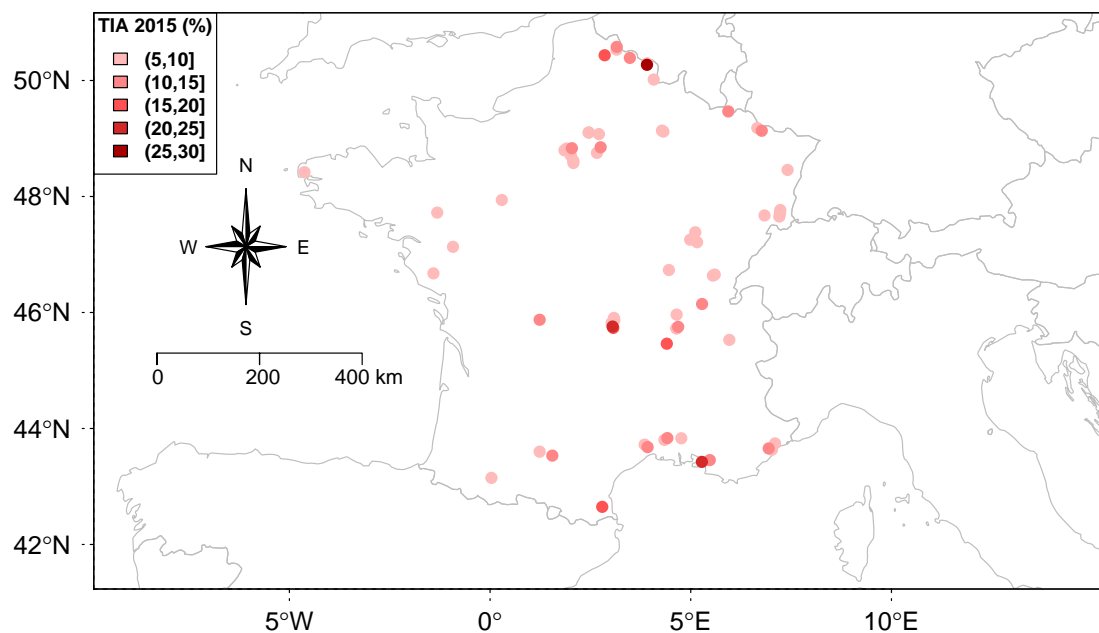 TIA 2015 (%)
(5,10]
(10,15]
(15,20]
(20,25]
(25,30]
N
W E
S
0 200 400 km
50°N
48°N
46°N
44°N
42°N
5°W 0° 5°E 10°E